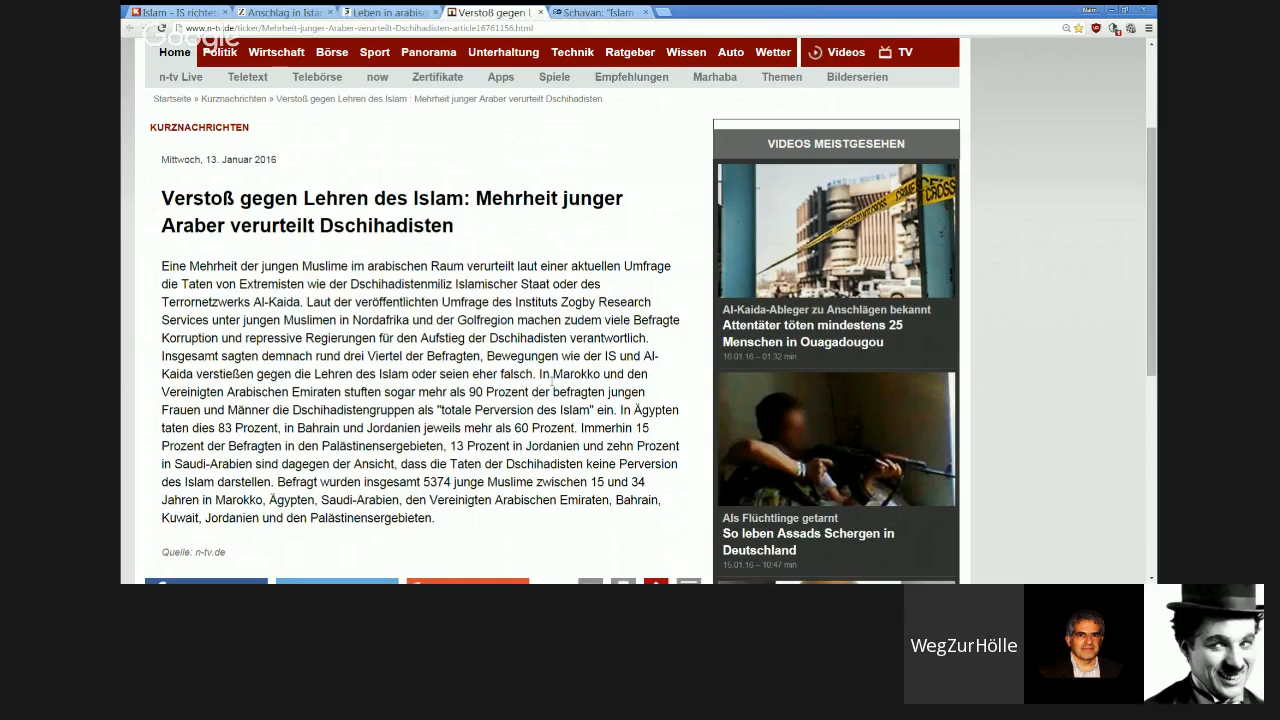 Islam - IS richtet
Anschlag in Istan
Leben in arabisc
Verstoß gegen L
Schavan: "Islam
Naim
www.n-tv.de/ticker/Mehrheit-junger-Araber-verurteilt-Dschihadisten-article16761156.html
Google
Home Politik Wirtschaft Börse Sport Panorama Unterhaltung Technik Ratgeber Wissen Auto Wetter Videos TV
n-tv Live Teletext Telebörse now Zertifikate Apps Spiele Empfehlungen Marhaba Themen Bilderserien
Startseite » Kurznachrichten » Verstoß gegen Lehren des Islam : Mehrheit junger Araber verurteilt Dschihadisten
KURZNACHRICHTEN
Mittwoch, 13. Januar 2016
Verstoß gegen Lehren des Islam: Mehrheit junger
Araber verurteilt Dschihadisten
Eine Mehrheit der jungen Muslime im arabischen Raum verurteilt laut einer aktuellen Umfrage
die Taten von Extremisten wie der Dschihadistenmiliz Islamischer Staat oder des
Terrornetzwerks Al-Kaida. Laut der veröffentlichten Umfrage des Instituts Zogby Research
Services unter jungen Muslimen in Nordafrika und der Golfregion machen zudem viele Befragte
Korruption und repressive Regierungen für den Aufstieg der Dschihadisten verantwortlich.
Insgesamt sagten demnach rund drei Viertel der Befragten, Bewegungen wie der IS und Al-
Kaida verstießen gegen die Lehren des Islam oder seien eher falsch. In Marokko und den
Vereinigten Arabischen Emiraten stuften sogar mehr als 90 Prozent der befragten jungen
Frauen und Männer die Dschihadistengruppen als "totale Perversion des Islam" ein. In Ägypten
taten dies 83 Prozent, in Bahrain und Jordanien jeweils mehr als 60 Prozent. Immerhin 15
Prozent der Befragten in den Palästinensergebieten, 13 Prozent in Jordanien und zehn Prozent
in Saudi-Arabien sind dagegen der Ansicht, dass die Taten der Dschihadisten keine Perversion
des Islam darstellen. Befragt wurden insgesamt 5374 junge Muslime zwischen 15 und 34
Jahren in Marokko, Ägypten, Saudi-Arabien, den Vereinigten Arabischen Emiraten, Bahrain,
Kuwait, Jordanien und den Palästinensergebieten.
Quelle: n-tv.de
VIDEOS MEISTGESEHEN
Al-Kaida-Ableger zu Anschlägen bekannt
Attentäter töten mindestens 25
Menschen in Ouagadougou
16.01.16 – 01:32 min
Als Flüchtlinge getarnt
So leben Assads Schergen in
Deutschland
15.01.16 – 10:47 min
WegZurHölle